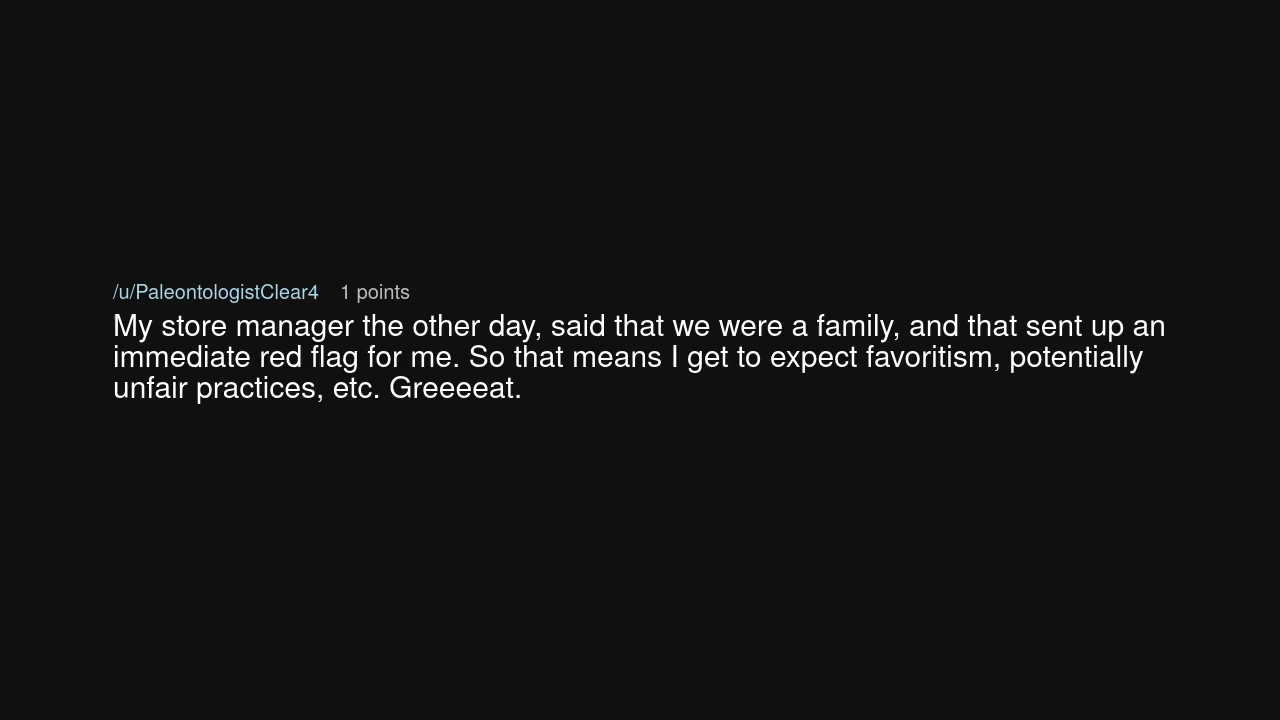 /u/PaleontologistClear4 1 points
My store manager the other day, said that we were a family, and that sent up an
immediate red flag for me. So that means I get to expect favoritism, potentially
unfair practices, etc. Greeeeat.